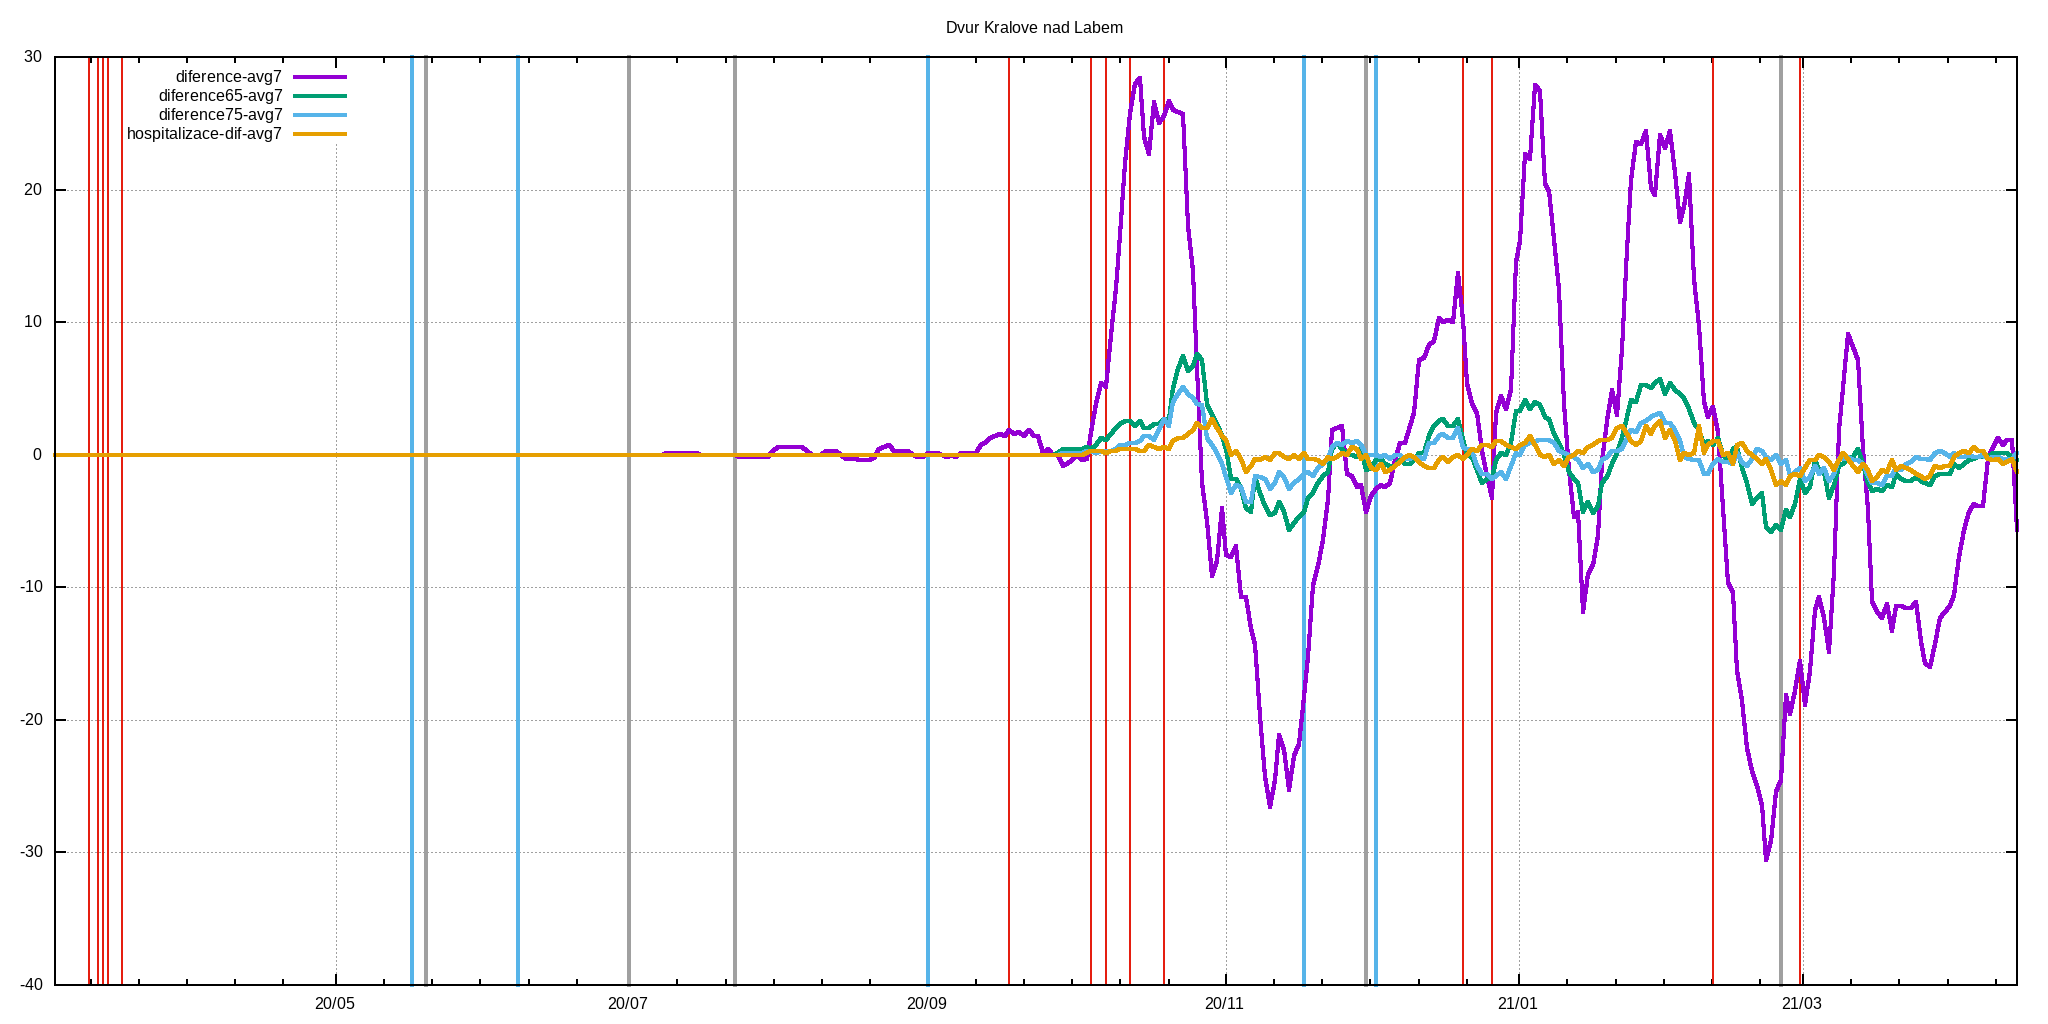 Dvur Kralove nad Labem
30
diference-avg7
diference65-avg7
diference75-avg7
hospitalizace-dif-avg7
20
10
0
-10
-20
-30
-40
20/05 20/07 20/09 20/11 21/01 21/03